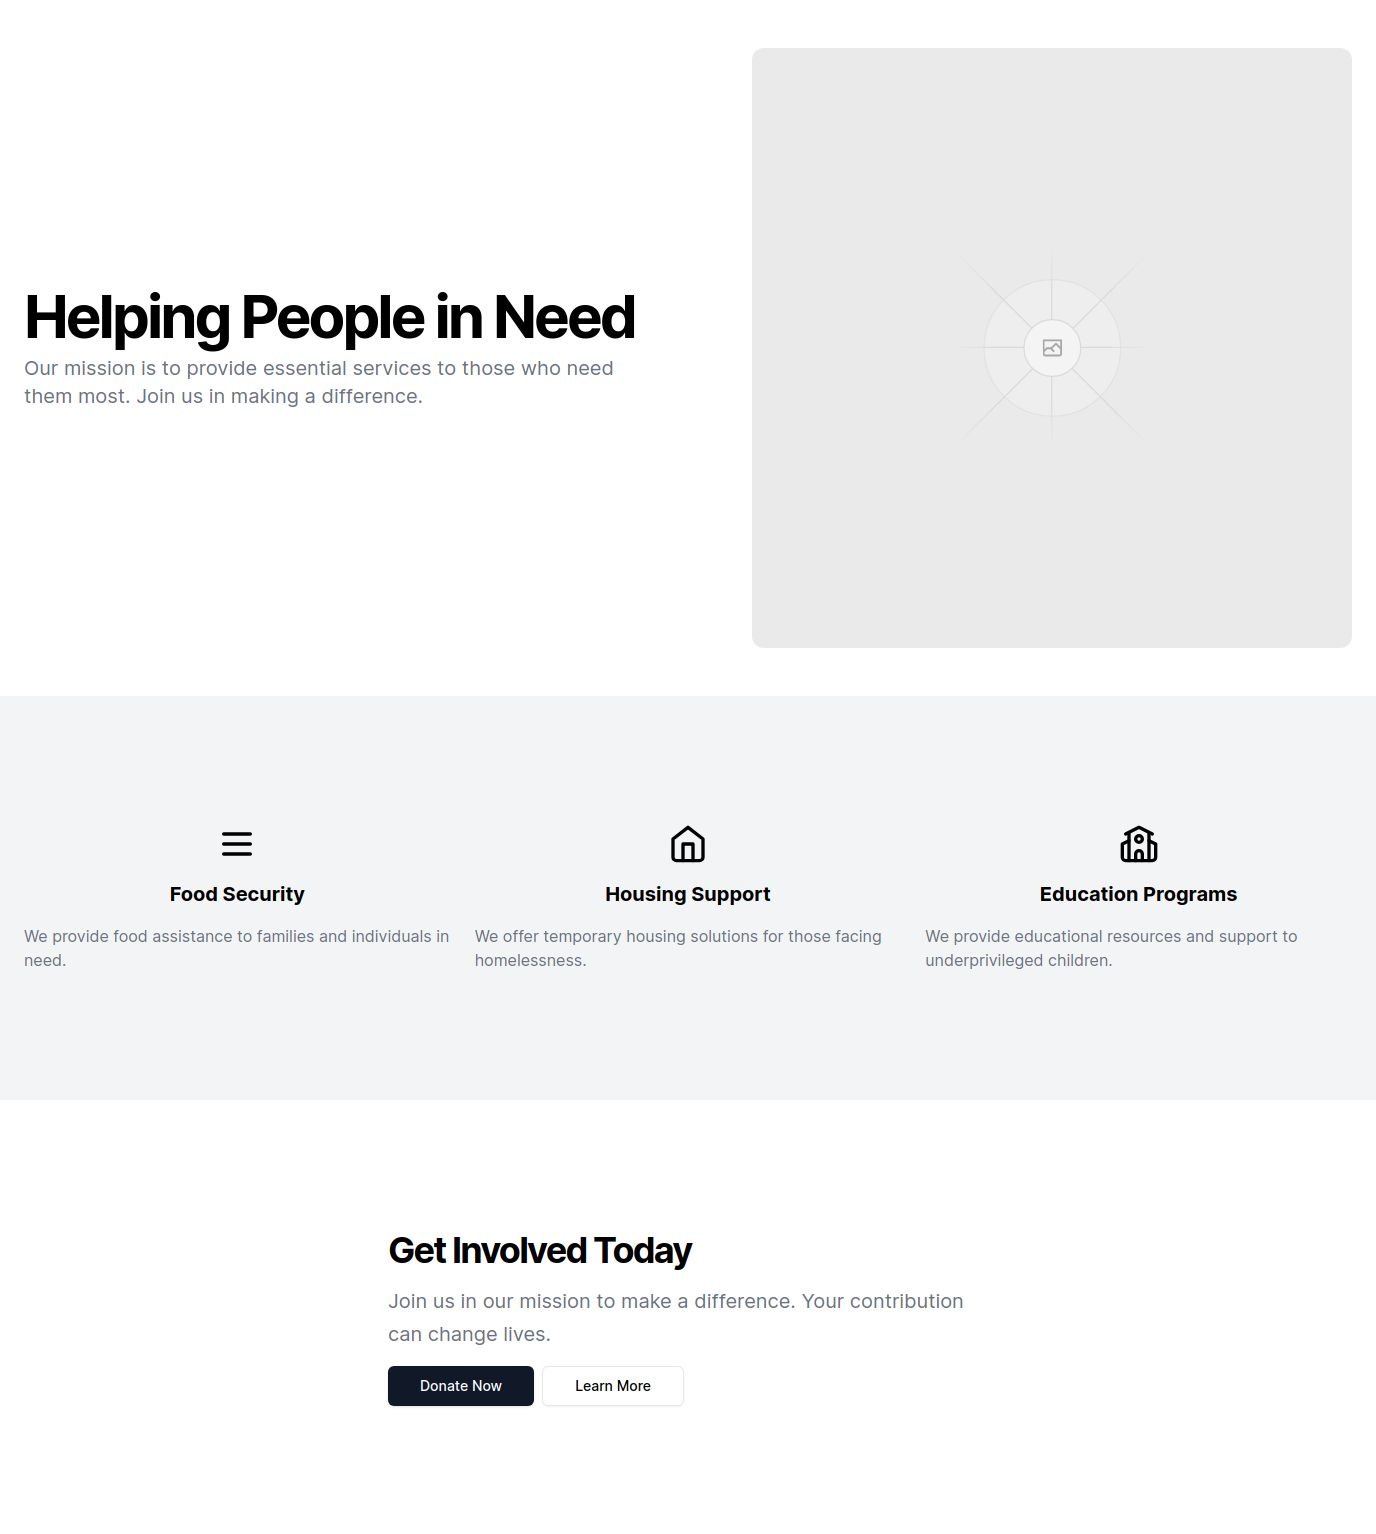 Helping People in Need
Our mission is to provide essential services to those who need
them most. Join us in making a difference.
Food Security
We provide food assistance to families and individuals in
need.
Housing Support
We offer temporary housing solutions for those facing
homelessness.
Education Programs
We provide educational resources and support to
underprivileged children.
Get Involved Today
Join us in our mission to make a difference. Your contribution
can change lives.
Donate Now
Learn More